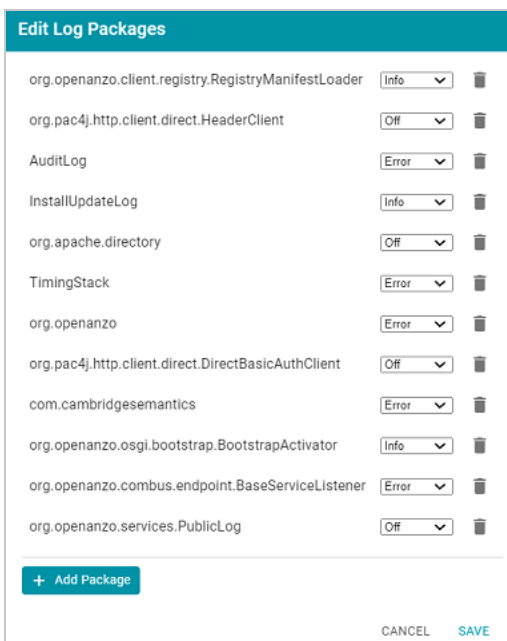 Edit Log Packages
org.openanzo.client.registry.RegistryManifestLoader Info
org.pac4j.http.client.direct.HeaderClient Off
AuditLog Error
InstallUpdateLog Info
org.apache.directory Off
TimingStack Error
org.openanzo Error
org.pac4j.http.client.direct.DirectBasicAuthClient Off
com.cambridgesemantics Error
org.openanzo.osgi.bootstrap.BootstrapActivator Info
org.openanzo.combus.endpoint.BaseServiceListener Error
org.openanzo.services.PublicLog Off
+ Add Package
CANCEL SAVE